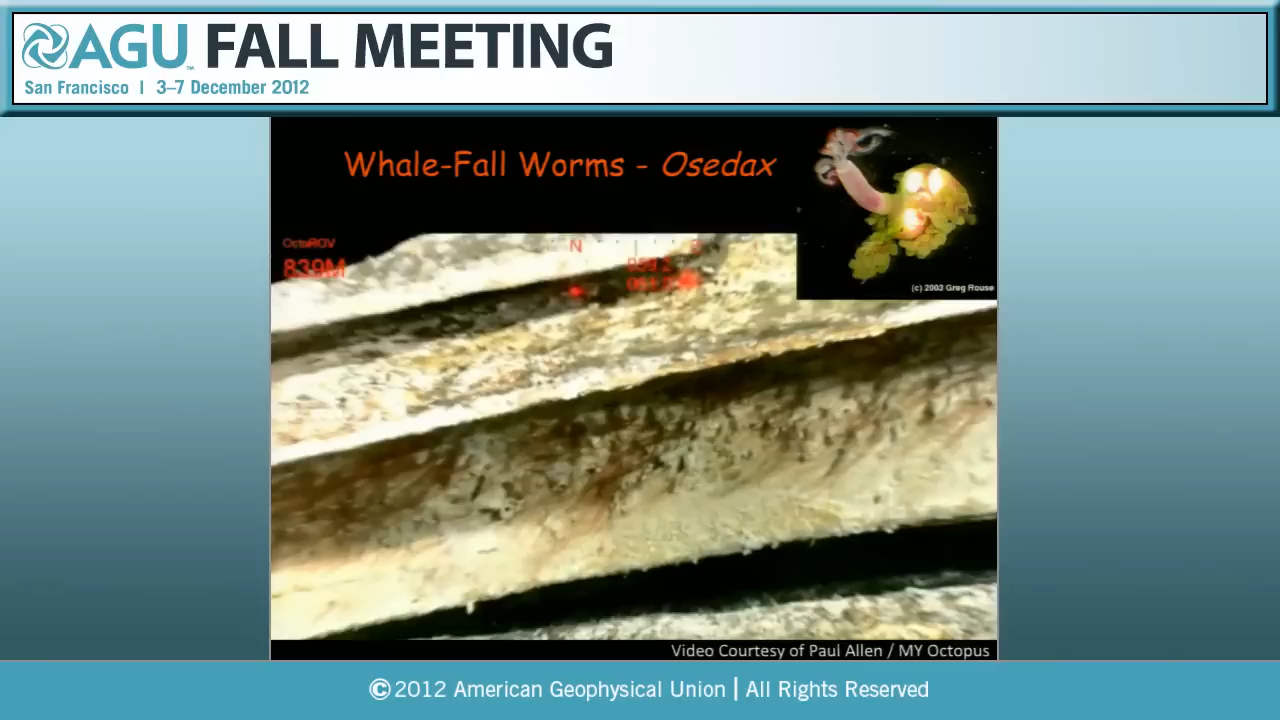 AGU™ FALL MEETING
San Francisco | 3–7 December 2012
Whale-Fall Worms - Osedax
OctoROV
839M
N
(c) 2003 Greg Rouse
Video Courtesy of Paul Allen / MY Octopus
©2012 American Geophysical Union | All Rights Reserved